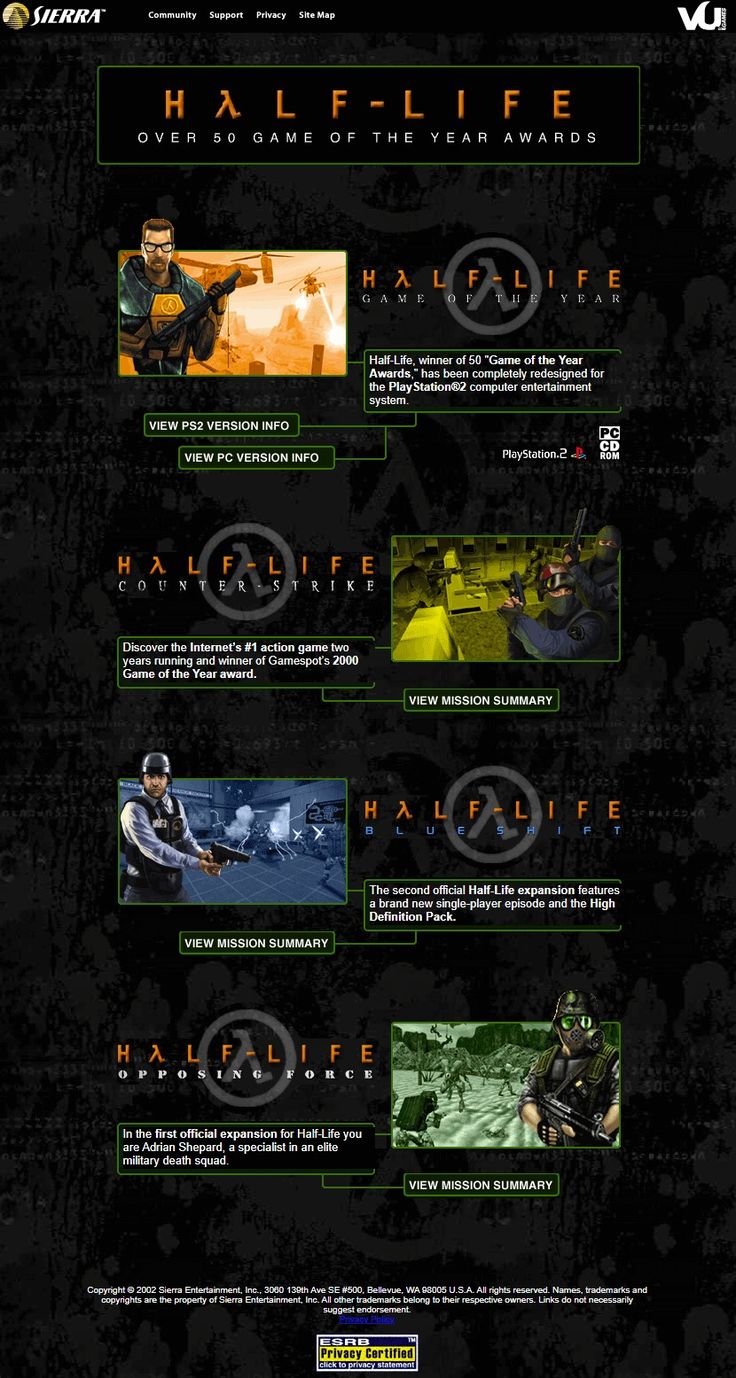 SIERRA™
Community Support Privacy Site Map
VU GAMES
HALF-LIFE
OVER 50 GAME OF THE YEAR AWARDS
HALF-LIFE
GAME OF THE YEAR
Half-Life, winner of 50 "Game of the Year
Awards," has been completely redesigned for
the PlayStation®2 computer entertainment
system.
VIEW PS2 VERSION INFO
VIEW PC VERSION INFO
PlayStation.2
PC
CD
ROM
HALF-LIFE
COUNTER-STRIKE
Discover the Internet's #1 action game two
years running and winner of Gamespot's 2000
Game of the Year award.
VIEW MISSION SUMMARY
HALF-LIFE
BLUE SHIFT
The second official Half-Life expansion features
a brand new single-player episode and the High
Definition Pack.
VIEW MISSION SUMMARY
HALF-LIFE
OPPOSING FORCE
In the first official expansion for Half-Life you
are Adrian Shepard, a specialist in an elite
military death squad.
VIEW MISSION SUMMARY
Copyright © 2002 Sierra Entertainment, Inc., 3060 139th Ave SE #500, Bellevue, WA 98005 U.S.A. All rights reserved. Names, trademarks and
copyrights are the property of Sierra Entertainment, Inc. All other trademarks belong to their respective owners. Links do not necessarily
suggest endorsement.
Privacy Policy
ESRB™
Privacy Certified
click to privacy statement